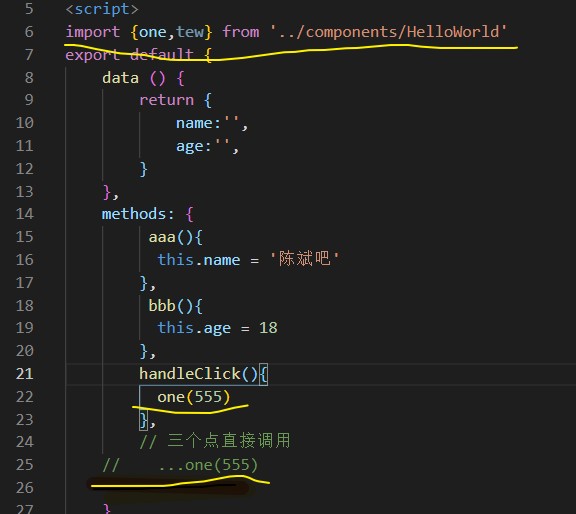 5 <script>
6 import {one,tew} from '../components/HelloWorld'
7 export default {
8 data () {
9 return {
10 name:'',
11 age:'',
12 }
13 },
14 methods: {
15 aaa(){
16 this.name = '陈斌吧'
17 },
18 bbb(){
19 this.age = 18
20 },
21 handleClick(){
22 one(555)
23 },
24 // 三个点直接调用
25 // ...one(555)
26
27 }